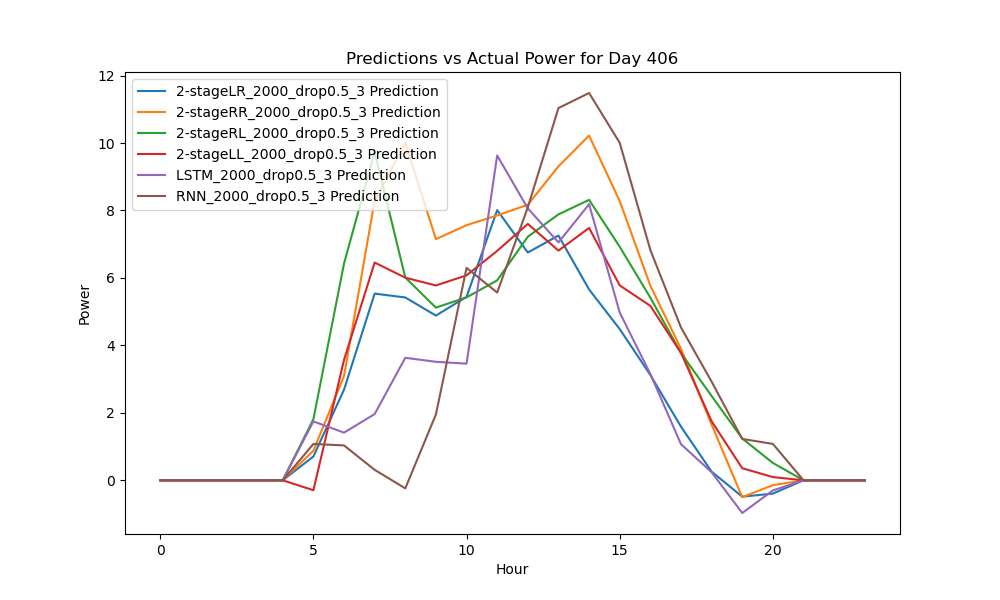 Predictions vs Actual Power for Day 406
2-stageLR_2000_drop0.5_3 Prediction
2-stageRR_2000_drop0.5_3 Prediction
2-stageRL_2000_drop0.5_3 Prediction
2-stageLL_2000_drop0.5_3 Prediction
LSTM_2000_drop0.5_3 Prediction
RNN_2000_drop0.5_3 Prediction
12
10
8
6
4
2
0
Power
0 5 10 15 20
Hour